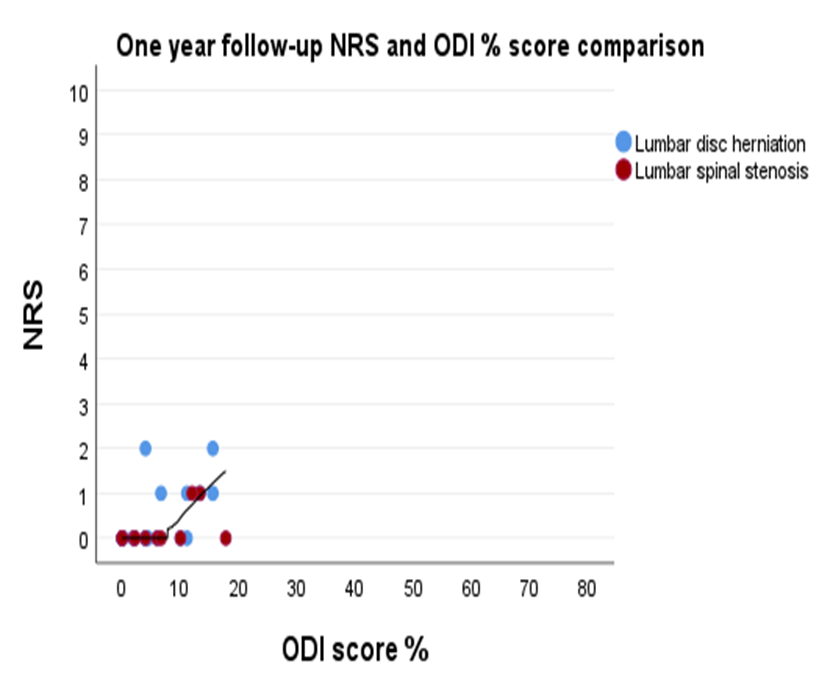 One year follow-up NRS and ODI % score comparison
10
9
8
7
6
5
4
3
2
1
0
NRS
Lumbar disc herniation
Lumbar spinal stenosis
0 10 20 30 40 50 60 70 80
ODI score %